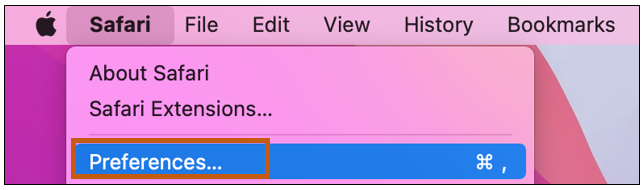 Safari File Edit View History Bookmarks
About Safari
Safari Extensions...
Preferences... ⌘ ,